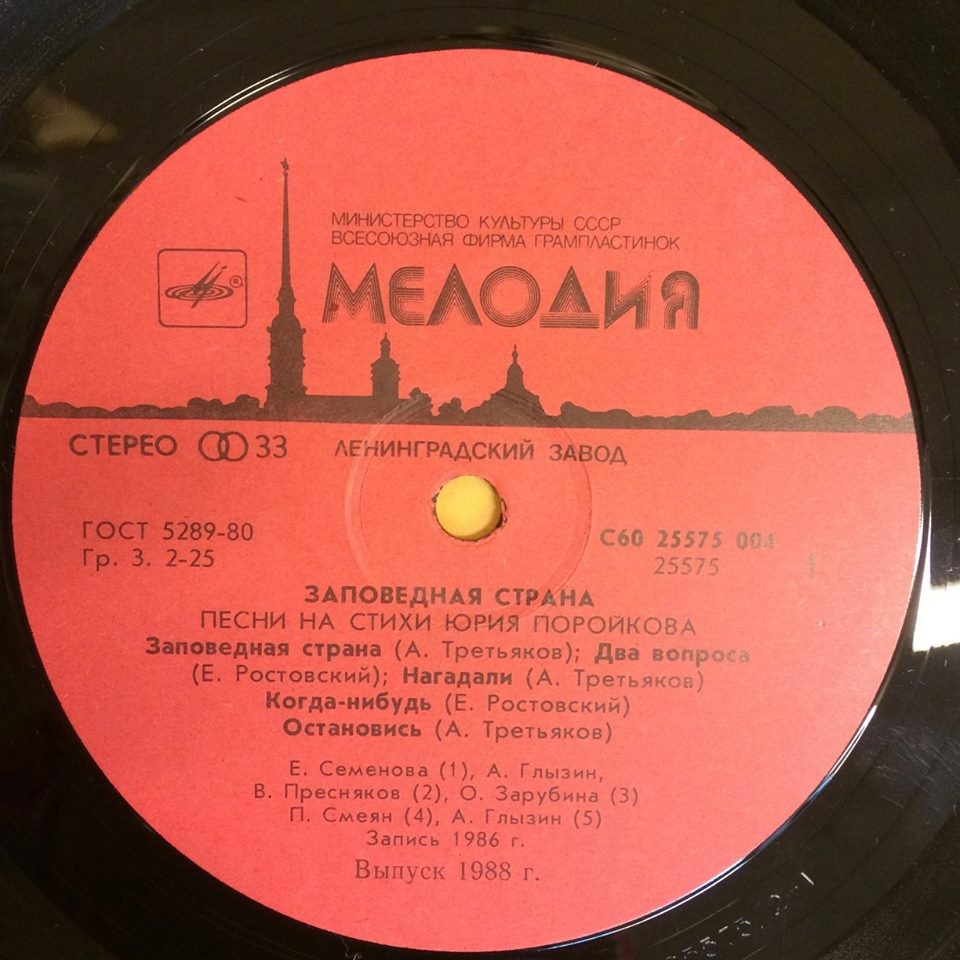 МИНИСТЕРСТВО КУЛЬТУРЫ СССР
ВСЕСОЮЗНАЯ ФИРМА ГРАМПЛАСТИНОК
МЕЛОДИЯ
®
СТЕРЕО 33 ЛЕНИНГРАДСКИЙ ЗАВОД
ГОСТ 5289-80
Гр. 3. 2-25
С60 25575 004
25575 1
ЗАПОВЕДНАЯ СТРАНА
ПЕСНИ НА СТИХИ ЮРИЯ ПОРОЙКОВА
Заповедная страна (А. Третьяков); Два вопроса
(Е. Ростовский); Нагадали (А. Третьяков)
Когда-нибудь (Е. Ростовский)
Остановись (А. Третьяков)
Е. Семенова (1), А. Глызин,
В. Пресняков (2), О. Зарубина (3)
П. Смеян (4), А. Глызин (5)
Запись 1986 г.
Выпуск 1988 г.